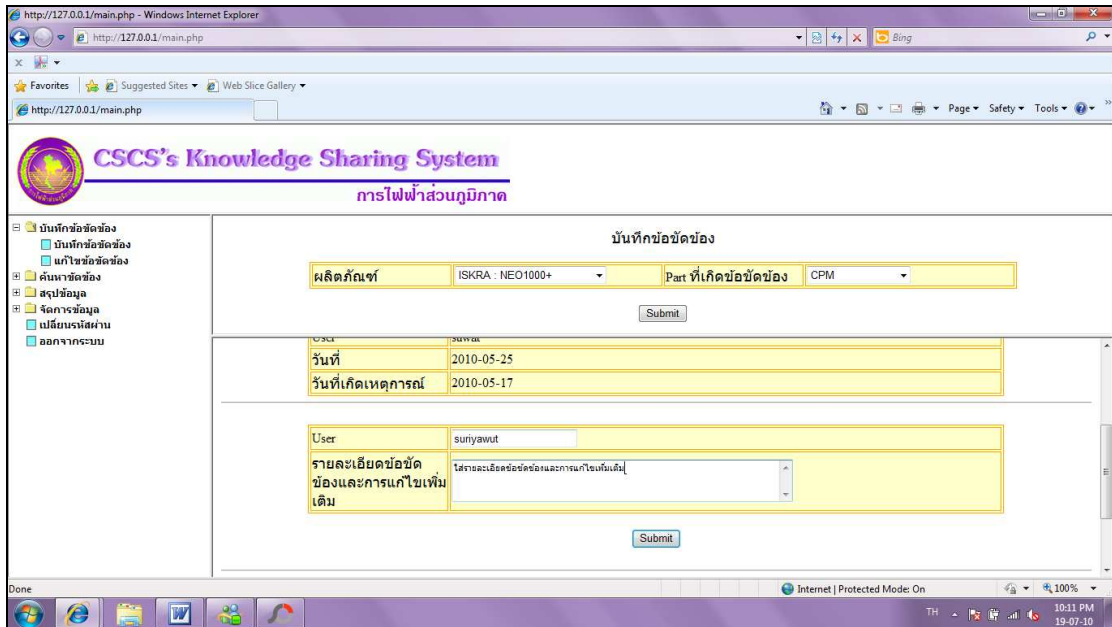 http://127.0.0.1/main.php - Windows Internet Explorer
http://127.0.0.1/main.php
Bing
Favorites Suggested Sites Web Slice Gallery
http://127.0.0.1/main.php
Page Safety Tools
CSCS's Knowledge Sharing System
การไฟฟ้าส่วนภูมิภาค
บันทึกข้อขัดข้อง
บันทึกข้อขัดข้อง
แก้ไขข้อขัดข้อง
ค้นหาขัดข้อง
สรุปข้อมูล
จัดการข้อมูล
เปลี่ยนรหัสผ่าน
ออกจากระบบ
บันทึกข้อขัดข้อง
ผลิตภัณฑ์ ISKRA : NEO1000+ Part ที่เกิดข้อขัดข้อง CPM
Submit
User suwat
วันที่ 2010-05-25
วันที่เกิดเหตุการณ์ 2010-05-17
User suriyawut
รายละเอียดข้อขัด
ข้องและการแก้ไขเพิ่ม
เติม
ใส่รายละเอียดข้อขัดข้องและการแก้ไขเพิ่มเติม
Submit
Done Internet | Protected Mode: On 100%
TH 10:11 PM
19-07-10